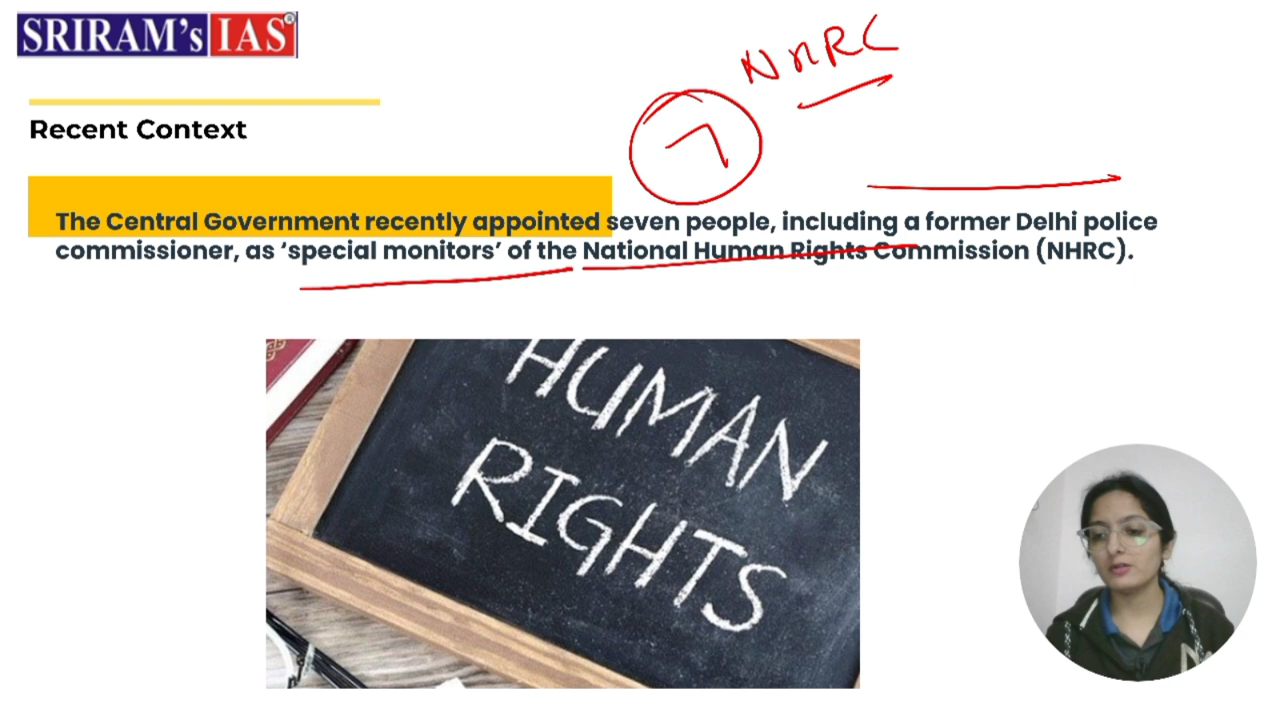 SRIRAM's IAS®
NHRC
7
Recent Context
The Central Government recently appointed seven people, including a former Delhi police
commissioner, as ‘special monitors’ of the National Human Rights Commission (NHRC).
HUMAN
RIGHTS